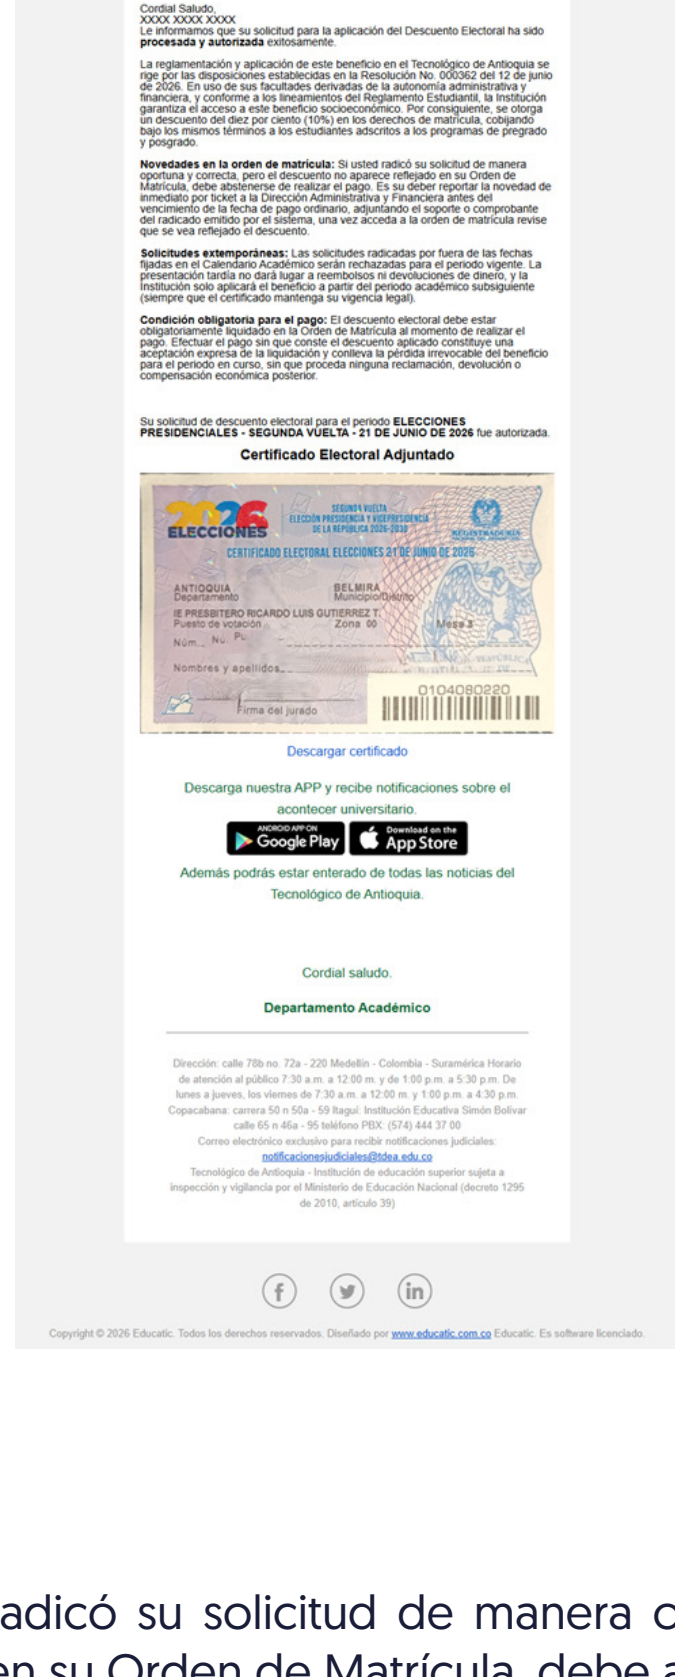 Cordial Saludo,
XXXX XXXX XXXX
Le informamos que su solicitud para la aplicación del Descuento Electoral ha sido
procesada y autorizada exitosamente.
La reglamentación y aplicación de este beneficio en el Tecnológico de Antioquia se
rige por las disposiciones establecidas en la Resolución No. 000362 del 12 de junio
de 2026. En uso de sus facultades derivadas de la autonomía administrativa y
financiera, y conforme a los lineamientos del Reglamento Estudiantil, la Institución
garantiza el acceso a este beneficio socioeconómico. Por consiguiente, se otorga
un descuento del diez por ciento (10%) en los derechos de matrícula, cobijando
bajo los mismos términos a los estudiantes adscritos a los programas de pregrado
y posgrado.
Novedades en la orden de matrícula: Si usted radicó su solicitud de manera
oportuna y correcta, pero el descuento no aparece reflejado en su Orden de
Matrícula, debe abstenerse de realizar el pago. Es su deber reportar la novedad de
inmediato por ticket a la Dirección Administrativa y Financiera antes del
vencimiento de la fecha de pago ordinario, adjuntando el soporte o comprobante
del radicado emitido por el sistema, una vez acceda a la orden de matrícula revise
que se vea reflejado el descuento.
Solicitudes extemporáneas: Las solicitudes radicadas por fuera de las fechas
fijadas en el Calendario Académico serán rechazadas para el periodo vigente. La
presentación tardía no dará lugar a reembolsos ni devoluciones de dinero, y la
Institución solo aplicará el beneficio a partir del periodo académico subsiguiente
(siempre que el certificado mantenga su vigencia legal).
Condición obligatoria para el pago: El descuento electoral debe estar
obligatoriamente liquidado en la Orden de Matrícula al momento de realizar el
pago. Efectuar el pago sin que conste el descuento aplicado constituye una
aceptación expresa de la liquidación y conlleva la pérdida irrevocable del beneficio
para el periodo en curso, sin que proceda ninguna reclamación, devolución o
compensación económica posterior.
Su solicitud de descuento electoral para el periodo ELECCIONES
PRESIDENCIALES - SEGUNDA VUELTA - 21 DE JUNIO DE 2026 fue autorizada.
Certificado Electoral Adjuntado
2026
ELECCIONES
SEGUNDA VUELTA
ELECCIÓN PRESIDENCIA Y VICEPRESIDENCIA
DE LA REPÚBLICA 2026-2030
REGISTRADURÍA
CERTIFICADO ELECTORAL ELECCIONES 21 DE JUNIO DE 2026
ANTIOQUIA BELMIRA
Departamento Municipio/Distrito
IE PRESBITERO RICARDO LUIS GUTIERREZ T.
Puesto de votación Zona 00 Mesa 3
Núm. Nu. Pu.
Nombres y apellidos
0104080220
Firma del jurado
Descargar certificado
Descarga nuestra APP y recibe notificaciones sobre el
acontecer universitario.
ANDROID APP ON
Google Play
Download on the
App Store
Además podrás estar enterado de todas las noticias del
Tecnológico de Antioquia.
Cordial saludo.
Departamento Académico
Dirección: calle 78b no. 72a - 220 Medellín - Colombia - Suramérica Horario
de atención al público 7:30 a.m. a 12:00 m. y de 1:00 p.m. a 5:30 p.m. De
lunes a jueves, los viernes de 7:30 a.m. a 12:00 m. y 1:00 p.m. a 4:30 p.m.
Copacabana: carrera 50 n 50a - 59 Itaguí: Institución Educativa Simón Bolívar
calle 65 n 46a - 95 teléfono PBX: (574) 444 37 00
Correo electrónico exclusivo para recibir notificaciones judiciales:
notificacionesjudiciales@tdea.edu.co
Tecnológico de Antioquia - Institución de educación superior sujeta a
inspección y vigilancia por el Ministerio de Educación Nacional (decreto 1295
de 2010, artículo 39)
Copyright © 2026 Educatic. Todos los derechos reservados. Diseñado por www.educatic.com.co Educatic. Es software licenciado.
adicó su solicitud de manera o
en su Orden de Matrícula, debe a